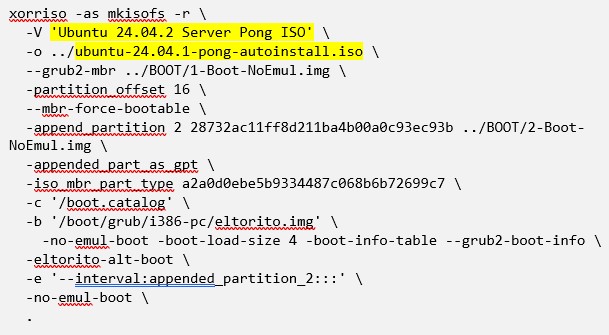 xorriso -as mkisofs -r \
-V 'Ubuntu 24.04.2 Server Pong ISO' \
-o ../ubuntu-24.04.1-pong-autoinstall.iso \
--grub2-mbr ../BOOT/1-Boot-NoEmul.img \
-partition_offset 16 \
--mbr-force-bootable \
-append_partition 2 28732ac11ff8d211ba4b00a0c93ec93b ../BOOT/2-Boot-
NoEmul.img \
-appended_part_as_gpt \
-iso_mbr_part_type a2a0d0ebe5b9334487c068b6b72699c7 \
-c '/boot.catalog' \
-b '/boot/grub/i386-pc/eltorito.img' \
-no-emul-boot -boot-load-size 4 -boot-info-table --grub2-boot-info \
-eltorito-alt-boot \
-e '--interval:appended_partition_2:::' \
-no-emul-boot \
.